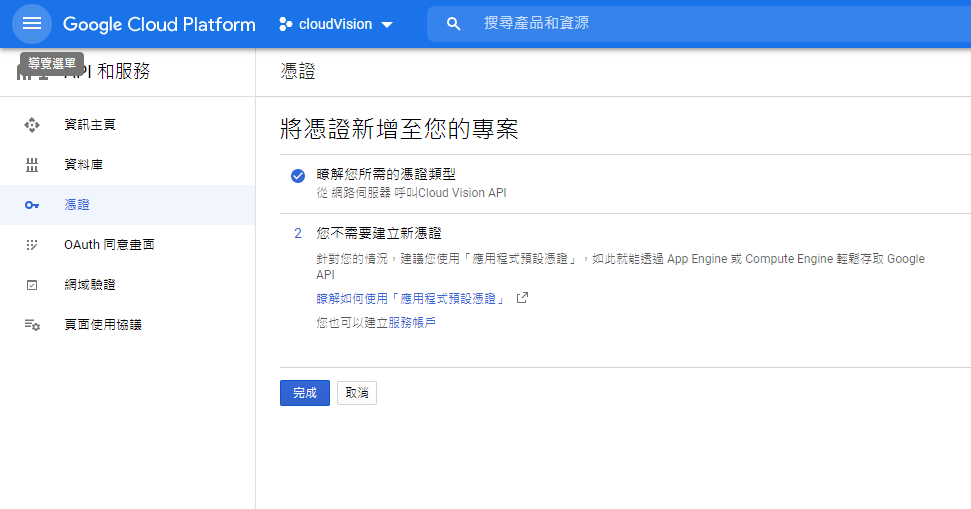 Google Cloud Platform
cloudVision
搜尋產品和資源
導覽選單
API 和服務
憑證
資訊主頁
資料庫
憑證
OAuth 同意畫面
網域驗證
頁面使用協議
將憑證新增至您的專案
瞭解您所需的憑證類型
從 網路伺服器 呼叫Cloud Vision API
2 您不需要建立新憑證
針對您的情況，建議您使用「應用程式預設憑證」，如此就能透過 App Engine 或 Compute Engine 輕鬆存取 Google
API
瞭解如何使用「應用程式預設憑證」
您也可以建立服務帳戶
完成
取消